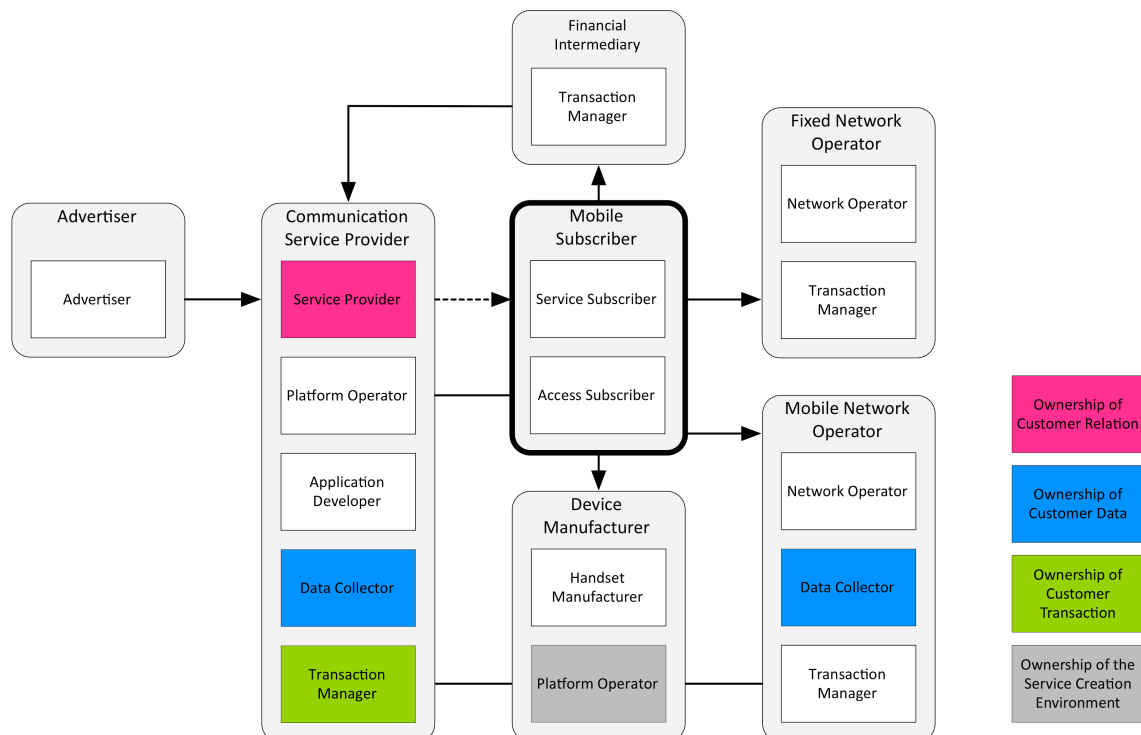 Financial
Intermediary
Transaction
Manager
Fixed Network
Operator
Network Operator
Transaction
Manager
Advertiser
Advertiser
Communication
Service Provider
Service Provider
Platform Operator
Application
Developer
Data Collector
Transaction
Manager
Mobile
Subscriber
Service Subscriber
Access Subscriber
Device
Manufacturer
Handset
Manufacturer
Platform Operator
Mobile Network
Operator
Network Operator
Data Collector
Transaction
Manager
Ownership of
Customer Relation
Ownership of
Customer Data
Ownership of
Customer
Transaction
Ownership of the
Service Creation
Environment